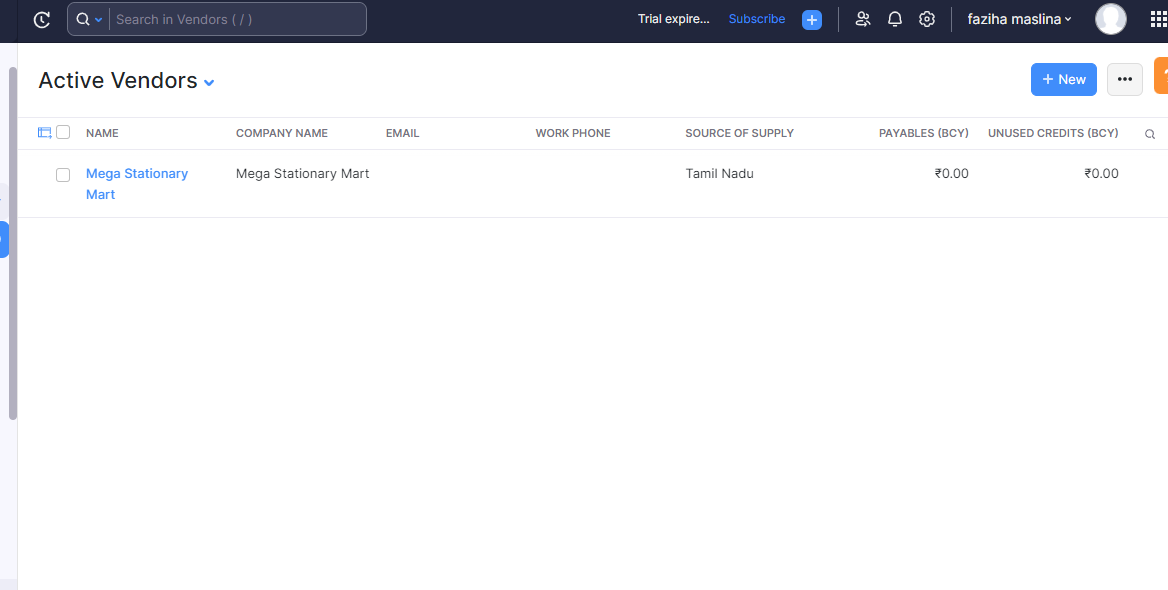 Search in Vendors ( / )
Trial expire... Subscribe
faziha maslina
Active Vendors
+ New
NAME COMPANY NAME EMAIL WORK PHONE SOURCE OF SUPPLY PAYABLES (BCY) UNUSED CREDITS (BCY)
Mega Stationary Mart Mega Stationary Mart Tamil Nadu ₹0.00 ₹0.00